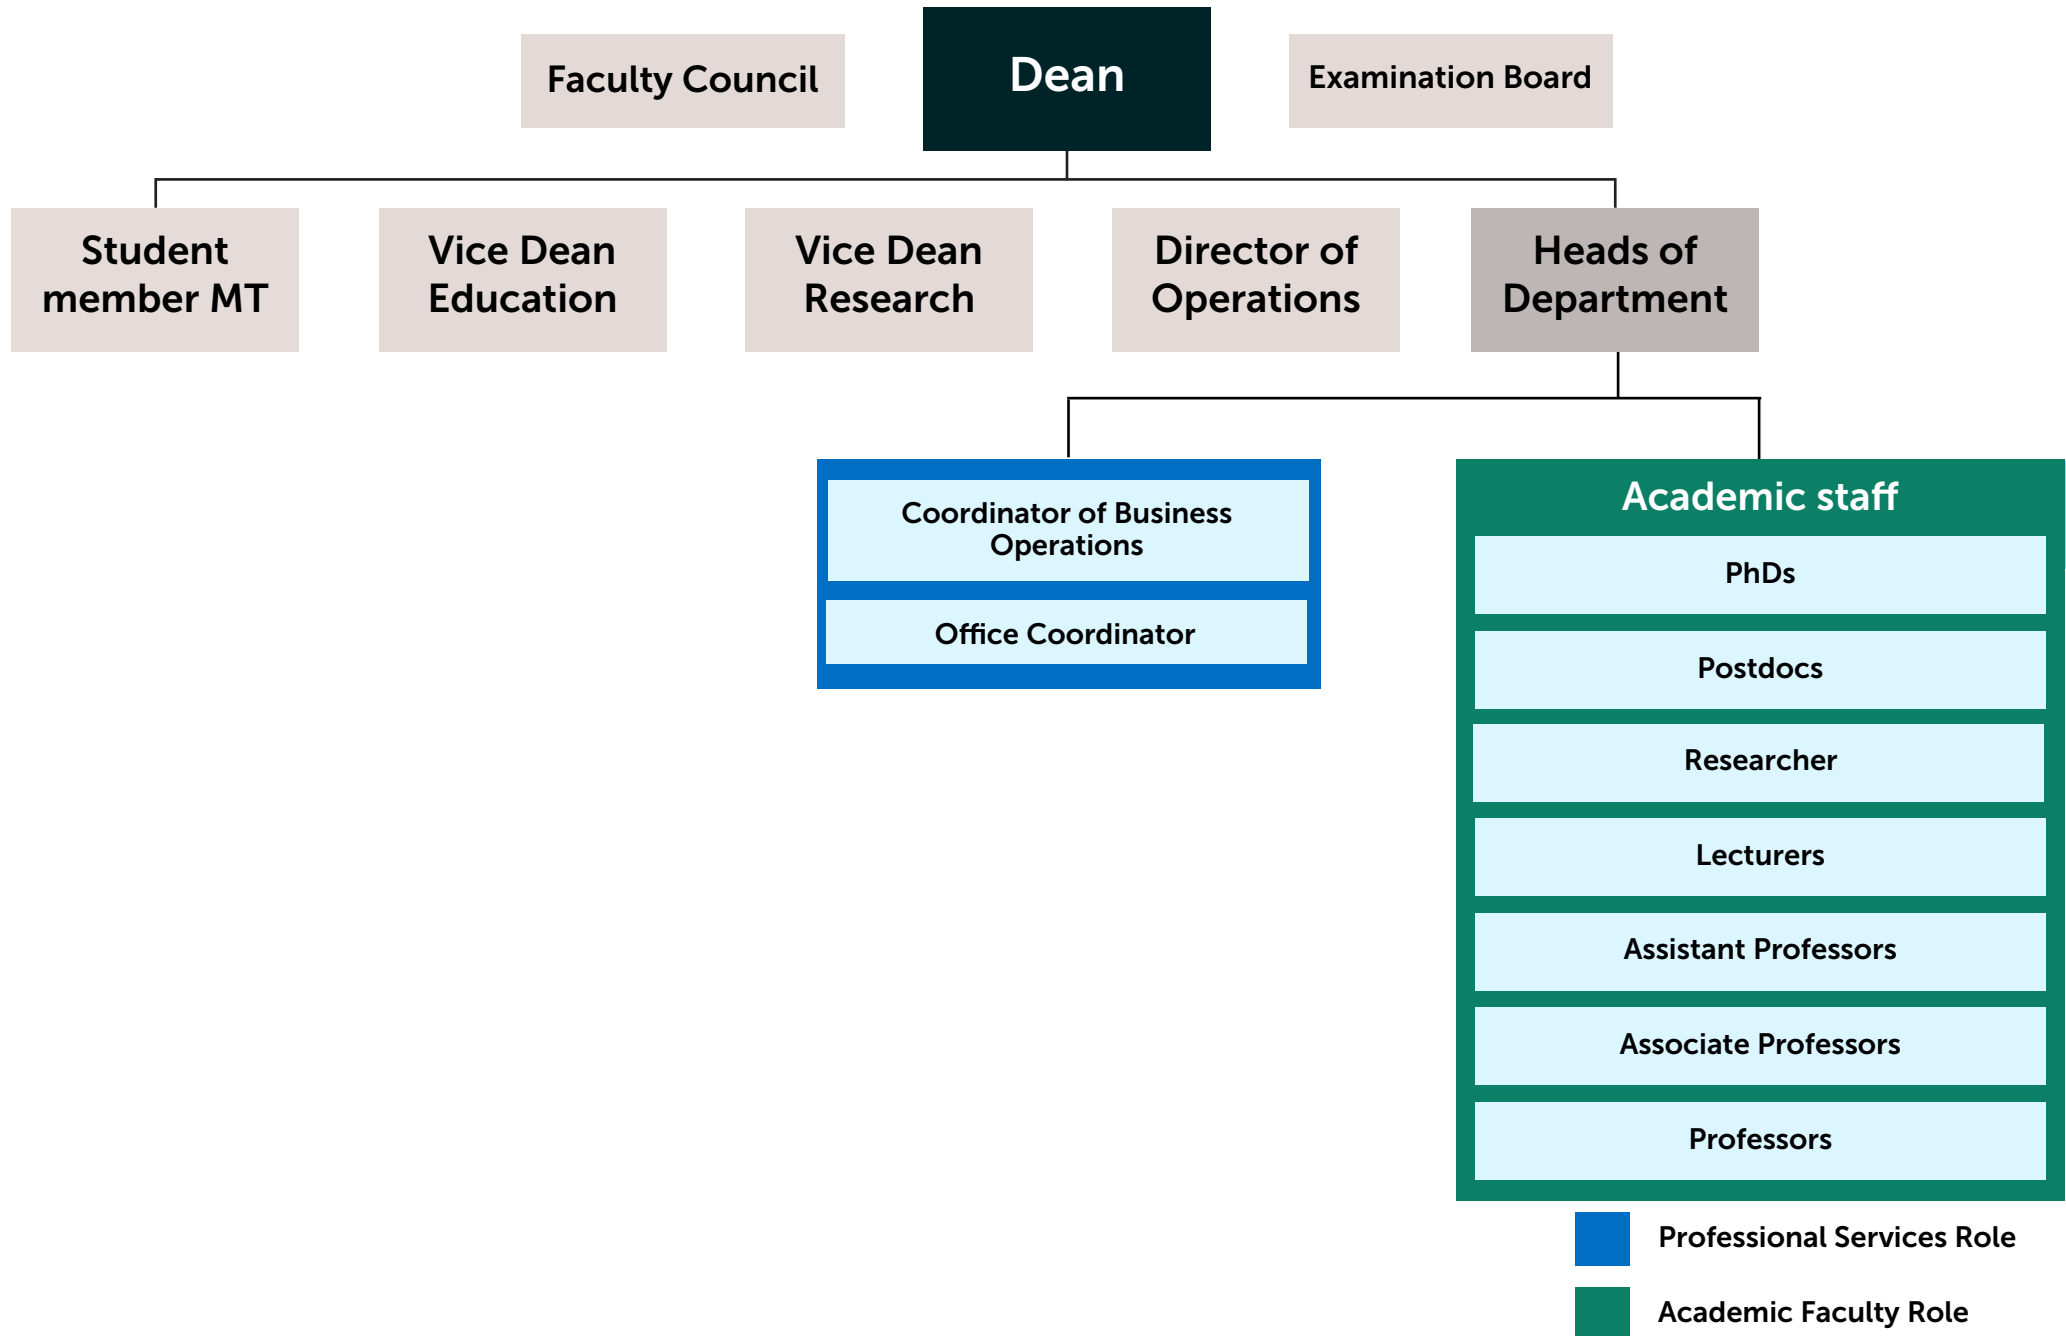 Faculty Council
Dean
Examination Board
Student
member MT
Vice Dean
Education
Vice Dean
Research
Director of
Operations
Heads of
Department
Coordinator of Business
Operations
Office Coordinator
Academic staff
PhDs
Postdocs
Researcher
Lecturers
Assistant Professors
Associate Professors
Professors
Professional Services Role
Academic Faculty Role